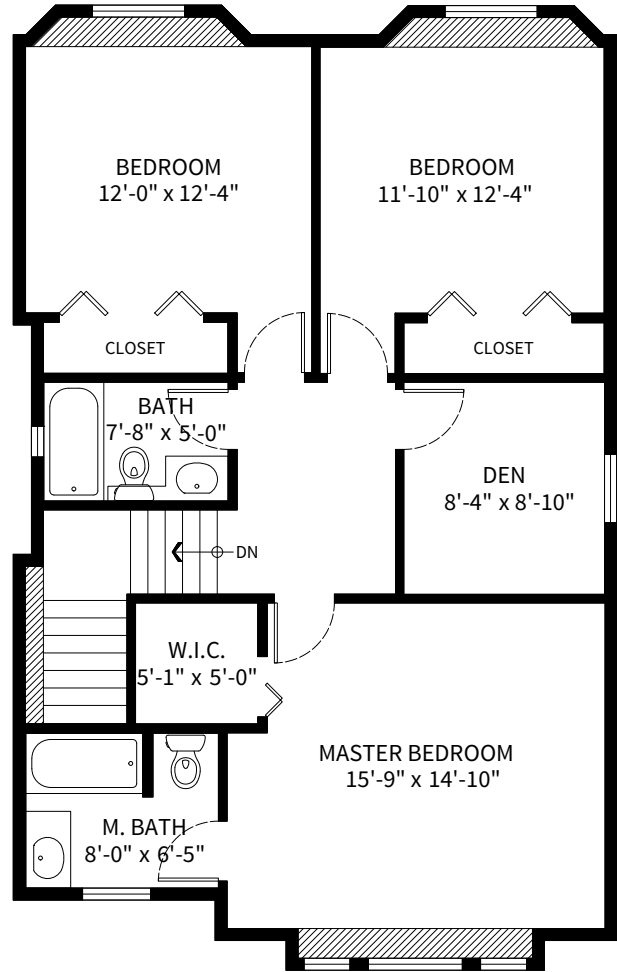 BEDROOM
12'-0" x 12'-4"
BEDROOM
11'-10" x 12'-4"
CLOSET
CLOSET
BATH
7'-8" x 5'-0"
DEN
8'-4" x 8'-10"
DN
W.I.C.
5'-1" x 5'-0"
MASTER BEDROOM
15'-9" x 14'-10"
M. BATH
8'-0" x 6'-5"